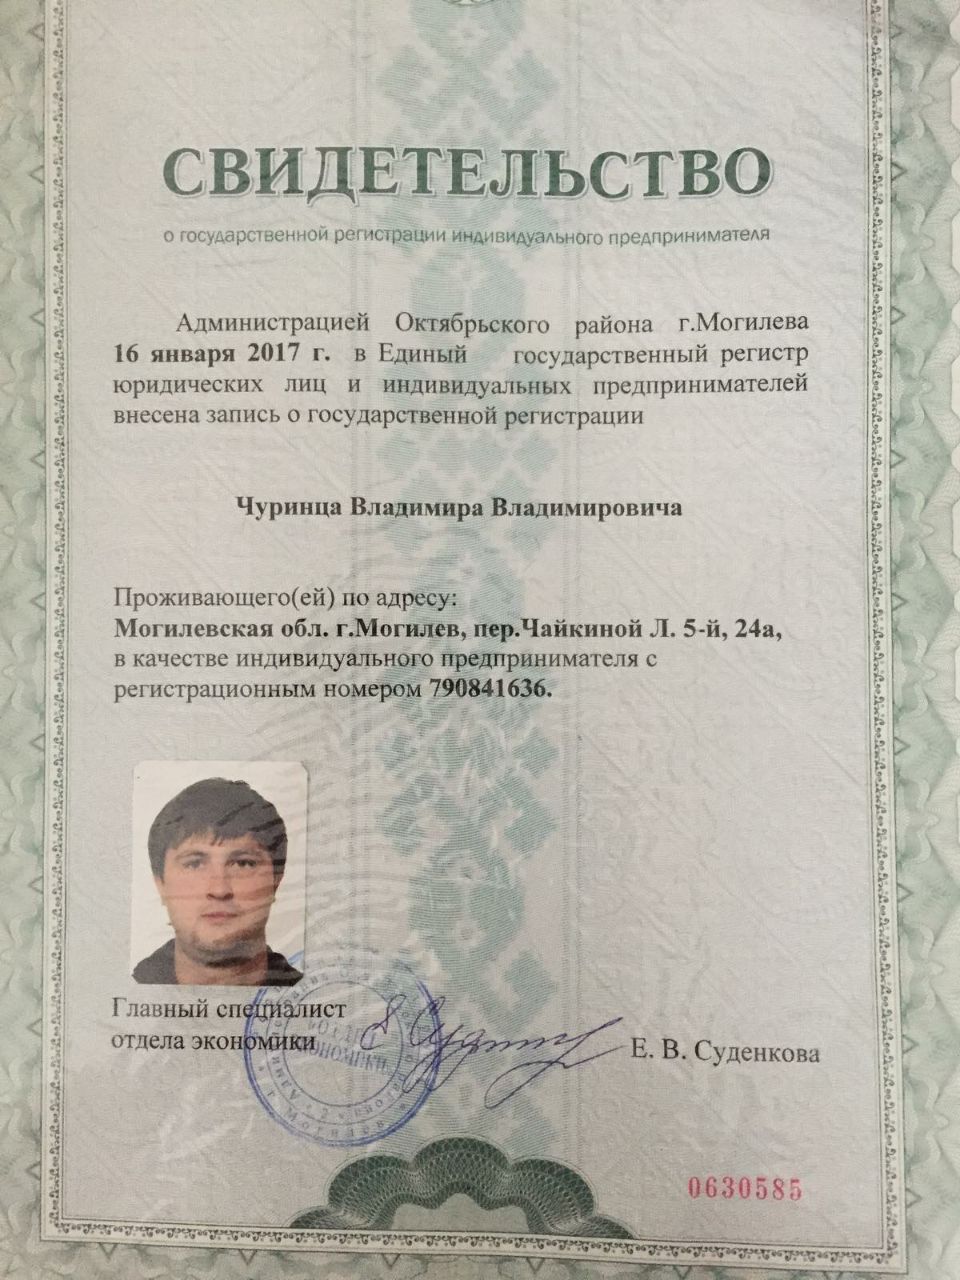 СВИДЕТЕЛЬСТВО
о государственной регистрации индивидуального предпринимателя
Администрацией Октябрьского района г.Могилева
16 января 2017 г. в Единый государственный регистр
юридических лиц и индивидуальных предпринимателей
внесена запись о государственной регистрации
Чуринца Владимира Владимировича
Проживающего(ей) по адресу:
Могилевская обл. г.Могилев, пер.Чайкиной Л. 5-й, 24а,
в качестве индивидуального предпринимателя с
регистрационным номером 790841636.
Главный специалист
отдела экономики
Е. В. Суденкова
0630585